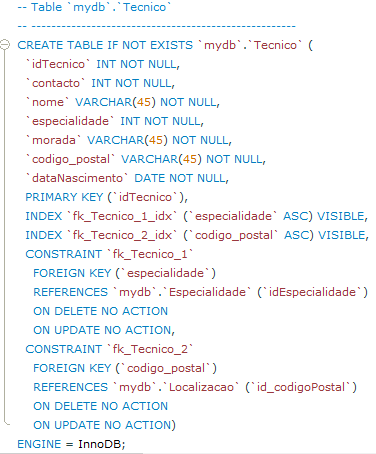 -- Table `mydb`.`Tecnico`
-- -----------------------------------------------------
CREATE TABLE IF NOT EXISTS `mydb`.`Tecnico` (
`idTecnico` INT NOT NULL,
`contacto` INT NOT NULL,
`nome` VARCHAR(45) NOT NULL,
`especialidade` INT NOT NULL,
`morada` VARCHAR(45) NOT NULL,
`codigo_postal` VARCHAR(45) NOT NULL,
`dataNascimento` DATE NOT NULL,
PRIMARY KEY (`idTecnico`),
INDEX `fk_Tecnico_1_idx` (`especialidade` ASC) VISIBLE,
INDEX `fk_Tecnico_2_idx` (`codigo_postal` ASC) VISIBLE,
CONSTRAINT `fk_Tecnico_1`
FOREIGN KEY (`especialidade`)
REFERENCES `mydb`.`Especialidade` (`idEspecialidade`)
ON DELETE NO ACTION
ON UPDATE NO ACTION,
CONSTRAINT `fk_Tecnico_2`
FOREIGN KEY (`codigo_postal`)
REFERENCES `mydb`.`Localizacao` (`id_codigoPostal`)
ON DELETE NO ACTION
ON UPDATE NO ACTION)
ENGINE = InnoDB;